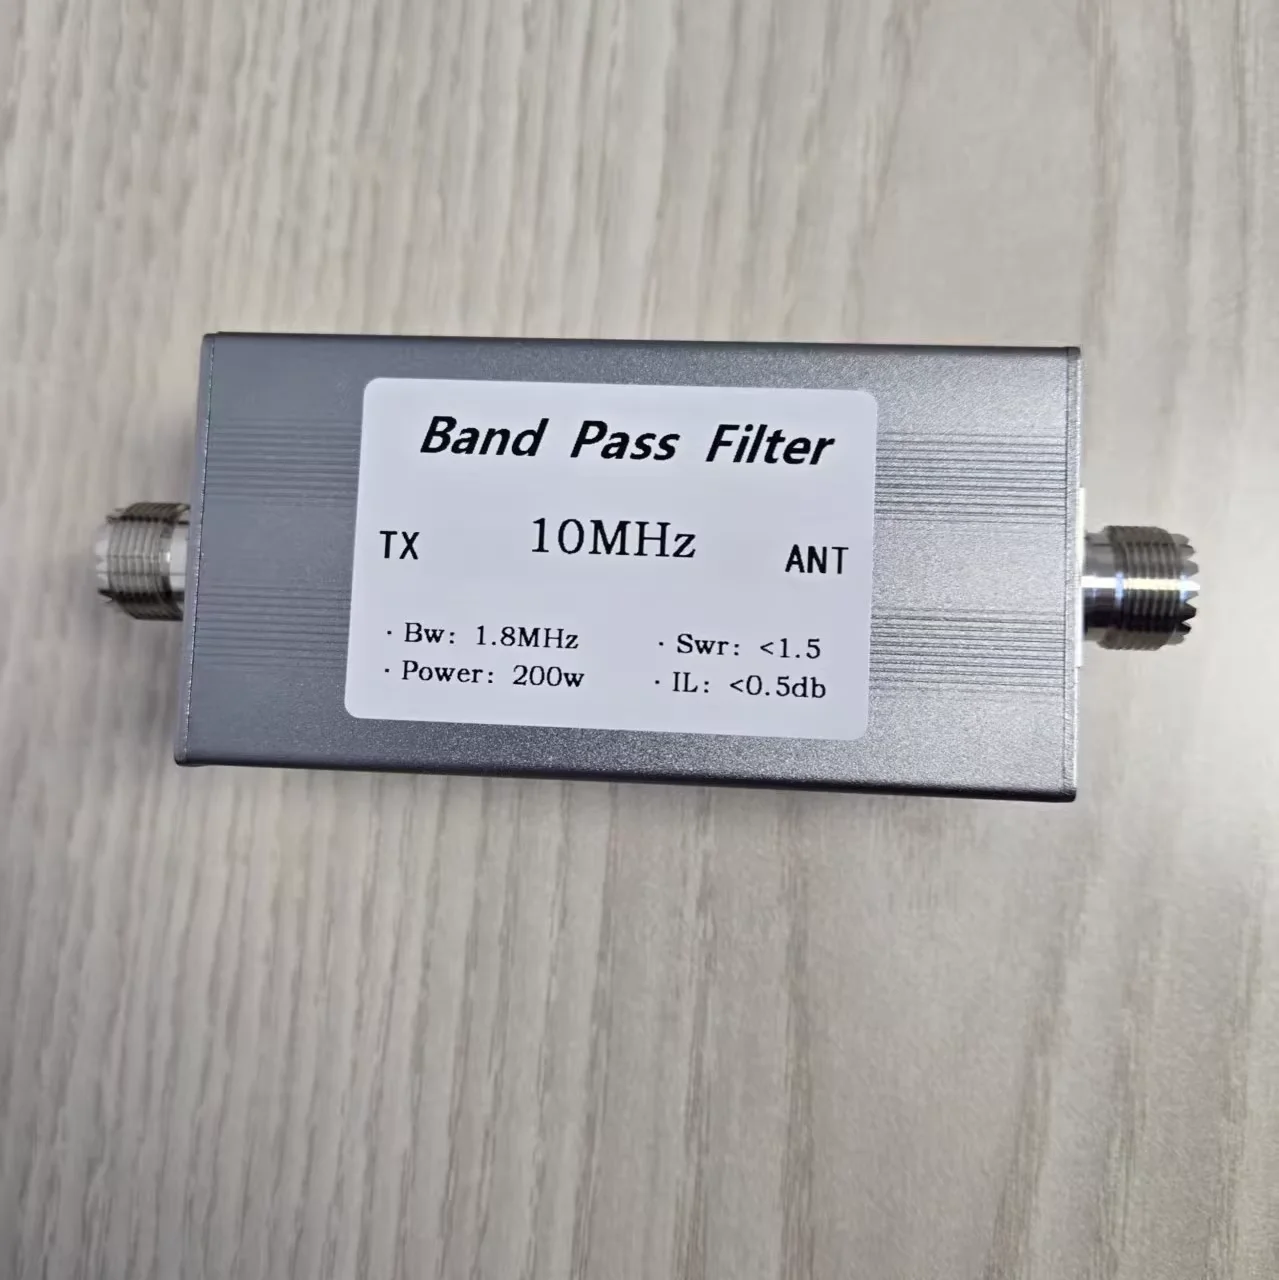 Band Pass Filter
TX 10MHz ANT
· Bw: 1.8MHz · Swr: <1.5
· Power: 200w · IL: <0.5db